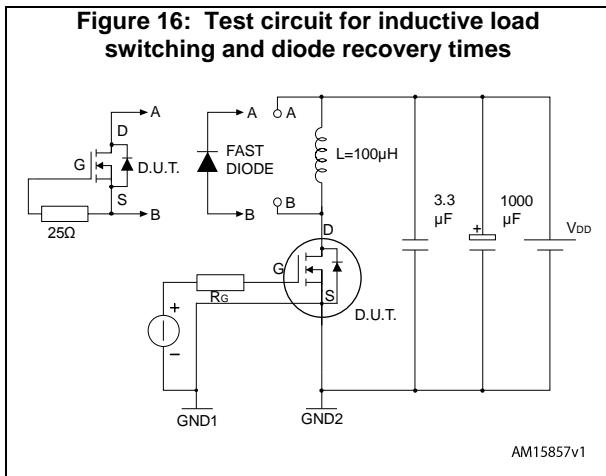 Figure 16: Test circuit for inductive load
switching and diode recovery times
A
D
G
D.U.T.
S
B
25Ω
A
FAST
DIODE
B
A
L=100µH
B
D
G
S
D.U.T.
RG
+
−
3.3
µF
+
1000
µF
VDD
GND1
GND2
AM15857v1